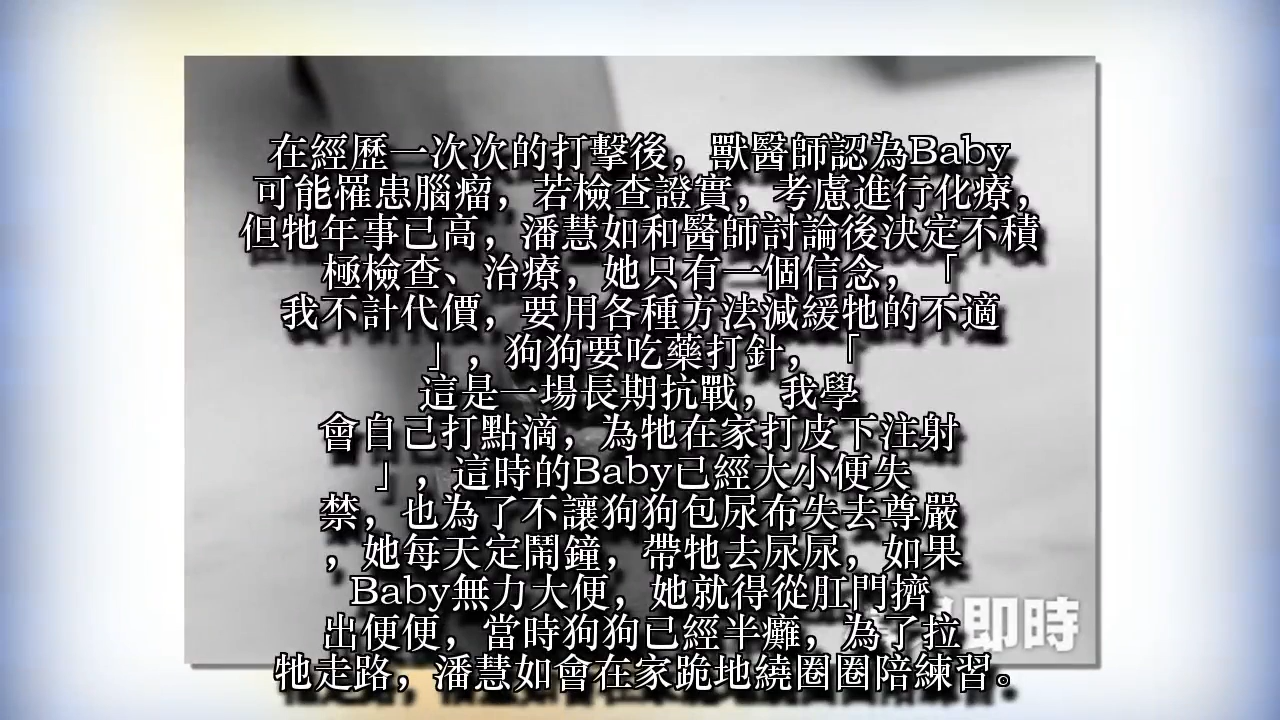 在經歷一次次的打擊後，獸醫師認為Baby
可能罹患腦瘤，若檢查證實，考慮進行化療，
但牠年事已高，潘慧如和醫師討論後決定不積
極檢查、治療，她只有一個信念，「
我不計代價，要用各種方法減緩牠的不適
」，狗狗要吃藥打針，「
這是一場長期抗戰，我學
會自己打點滴，為牠在家打皮下注射
」，這時的Baby已經大小便失
禁，也為了不讓狗狗包尿布失去尊嚴
，她每天定鬧鐘，帶牠去尿尿，如果
Baby無力大便，她就得從肛門擠
出便便，當時狗狗已經半癱，為了拉
牠走路，潘慧如會在家跪地繞圈圈陪練習。
即時